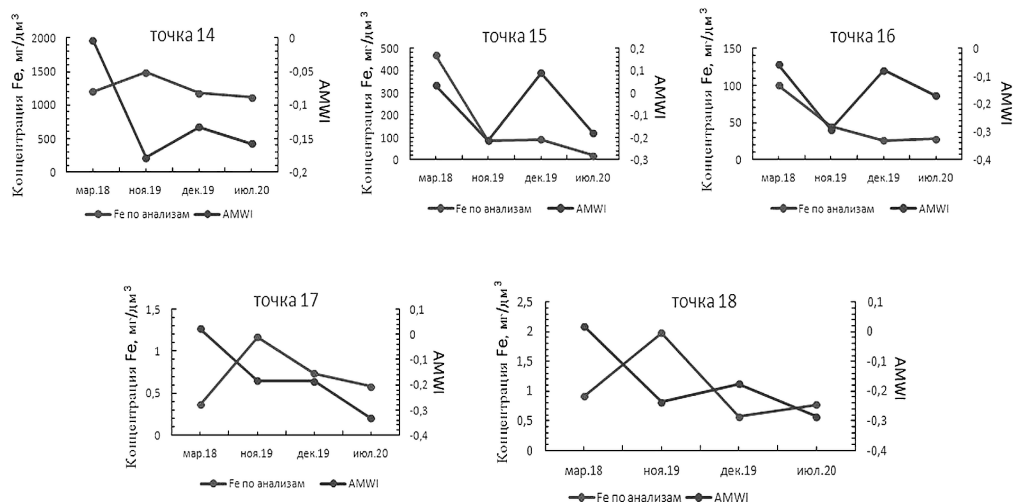 точка 14
Концентрация Fe, мг/дм³
2000
1500
1000
500
0
0
-0,05
-0,1
-0,15
-0,2
AMWI
мар.18 ноя.19 дек.19 июл.20
Fe по анализам AMWI
точка 15
Концентрация Fe, мг/дм³
500
400
300
200
100
0
0,2
0,1
0
-0,1
-0,2
-0,3
AMWI
мар.18 ноя.19 дек.19 июл.20
Fe по анализам AMWI
точка 16
Концентрация Fe, мг/дм³
150
100
50
0
0
-0,1
-0,2
-0,3
-0,4
AMWI
мар.18 ноя.19 дек.19 июл.20
Fe по анализам AMWI
точка 17
Концентрация Fe, мг/дм³
1,5
1
0,5
0
0,1
0
-0,1
-0,2
-0,3
-0,4
AMWI
мар.18 ноя.19 дек.19 июл.20
Fe по анализам AMWI
точка 18
Концентрация Fe, мг/дм³
2,5
2
1,5
1
0,5
0
0,1
0
-0,1
-0,2
-0,3
-0,4
AMWI
мар.18 ноя.19 дек.19 июл.20
Fe по анализам AMWI